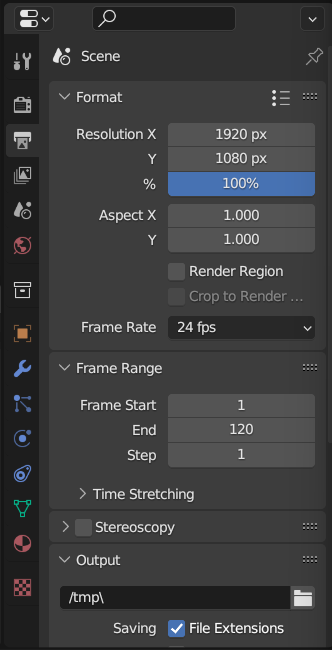 Scene
Format
Resolution X 1920 px
Y 1080 px
% 100%
Aspect X 1.000
Y 1.000
Render Region
Crop to Render ...
Frame Rate 24 fps
Frame Range
Frame Start 1
End 120
Step 1
Time Stretching
Stereoscopy
Output
/tmp\
Saving File Extensions